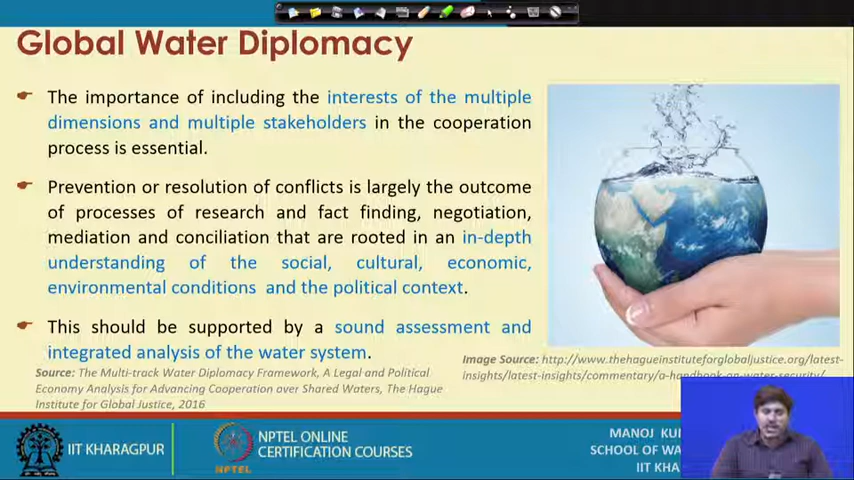 Global Water Diplomacy
The importance of including the interests of the multiple
dimensions and multiple stakeholders in the cooperation
process is essential.
Prevention or resolution of conflicts is largely the outcome
of processes of research and fact finding, negotiation,
mediation and conciliation that are rooted in an in-depth
understanding of the social, cultural, economic,
environmental conditions and the political context.
This should be supported by a sound assessment and
integrated analysis of the water system.
Source: The Multi-track Water Diplomacy Framework, A Legal and Political
Economy Analysis for Advancing Cooperation over Shared Waters, The Hague
Institute for Global Justice, 2016
Image Source: http://www.thehagueinstituteforglobaljustice.org/latest-
insights/latest-insights/commentary/a-handbook-on-water-security/
IIT KHARAGPUR
NPTEL
NPTEL ONLINE
CERTIFICATION COURSES
MANOJ
SCHOOL OF
IIT